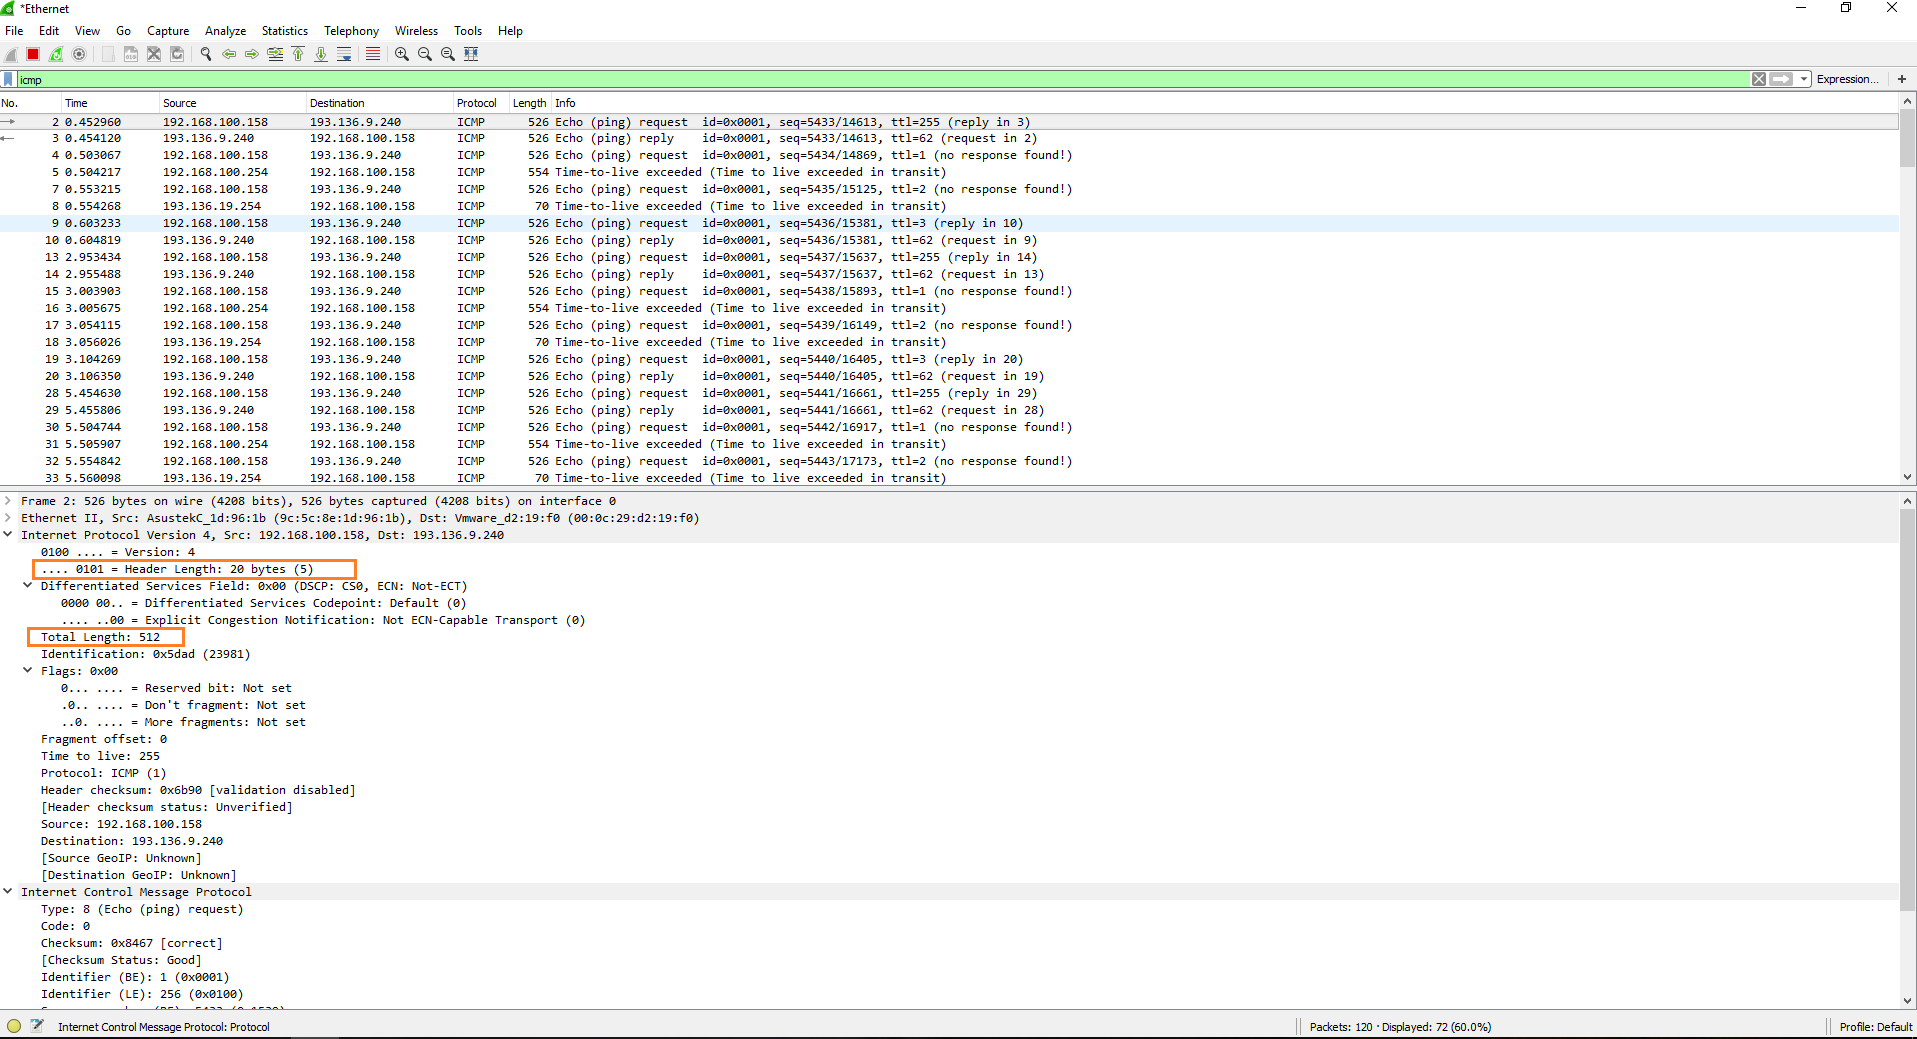 *Ethernet
File Edit View Go Capture Analyze Statistics Telephony Wireless Tools Help
icmp Expression... +
No. Time Source Destination Protocol Length Info
2 0.452960 192.168.100.158 193.136.9.240 ICMP 526 Echo (ping) request id=0x0001, seq=5433/14613, ttl=255 (reply in 3)
3 0.454120 193.136.9.240 192.168.100.158 ICMP 526 Echo (ping) reply id=0x0001, seq=5433/14613, ttl=62 (request in 2)
4 0.503067 192.168.100.158 193.136.9.240 ICMP 526 Echo (ping) request id=0x0001, seq=5434/14869, ttl=1 (no response found!)
5 0.504217 192.168.100.254 192.168.100.158 ICMP 554 Time-to-live exceeded (Time to live exceeded in transit)
7 0.553215 192.168.100.158 193.136.9.240 ICMP 526 Echo (ping) request id=0x0001, seq=5435/15125, ttl=2 (no response found!)
8 0.554268 193.136.19.254 192.168.100.158 ICMP 70 Time-to-live exceeded (Time to live exceeded in transit)
9 0.603233 192.168.100.158 193.136.9.240 ICMP 526 Echo (ping) request id=0x0001, seq=5436/15381, ttl=3 (reply in 10)
10 0.604819 193.136.9.240 192.168.100.158 ICMP 526 Echo (ping) reply id=0x0001, seq=5436/15381, ttl=62 (request in 9)
13 2.953434 192.168.100.158 193.136.9.240 ICMP 526 Echo (ping) request id=0x0001, seq=5437/15637, ttl=255 (reply in 14)
14 2.955488 193.136.9.240 192.168.100.158 ICMP 526 Echo (ping) reply id=0x0001, seq=5437/15637, ttl=62 (request in 13)
15 3.003903 192.168.100.158 193.136.9.240 ICMP 526 Echo (ping) request id=0x0001, seq=5438/15893, ttl=1 (no response found!)
16 3.005675 192.168.100.254 192.168.100.158 ICMP 554 Time-to-live exceeded (Time to live exceeded in transit)
17 3.054115 192.168.100.158 193.136.9.240 ICMP 526 Echo (ping) request id=0x0001, seq=5439/16149, ttl=2 (no response found!)
18 3.056026 193.136.19.254 192.168.100.158 ICMP 70 Time-to-live exceeded (Time to live exceeded in transit)
19 3.104269 192.168.100.158 193.136.9.240 ICMP 526 Echo (ping) request id=0x0001, seq=5440/16405, ttl=3 (reply in 20)
20 3.106350 193.136.9.240 192.168.100.158 ICMP 526 Echo (ping) reply id=0x0001, seq=5440/16405, ttl=62 (request in 19)
28 5.454630 192.168.100.158 193.136.9.240 ICMP 526 Echo (ping) request id=0x0001, seq=5441/16661, ttl=255 (reply in 29)
29 5.455806 193.136.9.240 192.168.100.158 ICMP 526 Echo (ping) reply id=0x0001, seq=5441/16661, ttl=62 (request in 28)
30 5.504744 192.168.100.158 193.136.9.240 ICMP 526 Echo (ping) request id=0x0001, seq=5442/16917, ttl=1 (no response found!)
31 5.505907 192.168.100.254 192.168.100.158 ICMP 554 Time-to-live exceeded (Time to live exceeded in transit)
32 5.554842 192.168.100.158 193.136.9.240 ICMP 526 Echo (ping) request id=0x0001, seq=5443/17173, ttl=2 (no response found!)
33 5.560098 193.136.19.254 192.168.100.158 ICMP 70 Time-to-live exceeded (Time to live exceeded in transit)
Frame 2: 526 bytes on wire (4208 bits), 526 bytes captured (4208 bits) on interface 0
Ethernet II, Src: AsustekC_1d:96:1b (9c:5c:8e:1d:96:1b), Dst: Vmware_d2:19:f0 (00:0c:29:d2:19:f0)
Internet Protocol Version 4, Src: 192.168.100.158, Dst: 193.136.9.240
0100 .... = Version: 4
.... 0101 = Header Length: 20 bytes (5)
Differentiated Services Field: 0x00 (DSCP: CS0, ECN: Not-ECT)
0000 00.. = Differentiated Services Codepoint: Default (0)
.... ..00 = Explicit Congestion Notification: Not ECN-Capable Transport (0)
Total Length: 512
Identification: 0x5dad (23981)
Flags: 0x00
0... .... = Reserved bit: Not set
.0.. .... = Don't fragment: Not set
..0. .... = More fragments: Not set
Fragment offset: 0
Time to live: 255
Protocol: ICMP (1)
Header checksum: 0x6b90 [validation disabled]
[Header checksum status: Unverified]
Source: 192.168.100.158
Destination: 193.136.9.240
[Source GeoIP: Unknown]
[Destination GeoIP: Unknown]
Internet Control Message Protocol
Type: 8 (Echo (ping) request)
Code: 0
Checksum: 0x8467 [correct]
[Checksum Status: Good]
Identifier (BE): 1 (0x0001)
Identifier (LE): 256 (0x0100)
Internet Control Message Protocol: Protocol Packets: 120 · Displayed: 72 (60.0%) Profile: Default